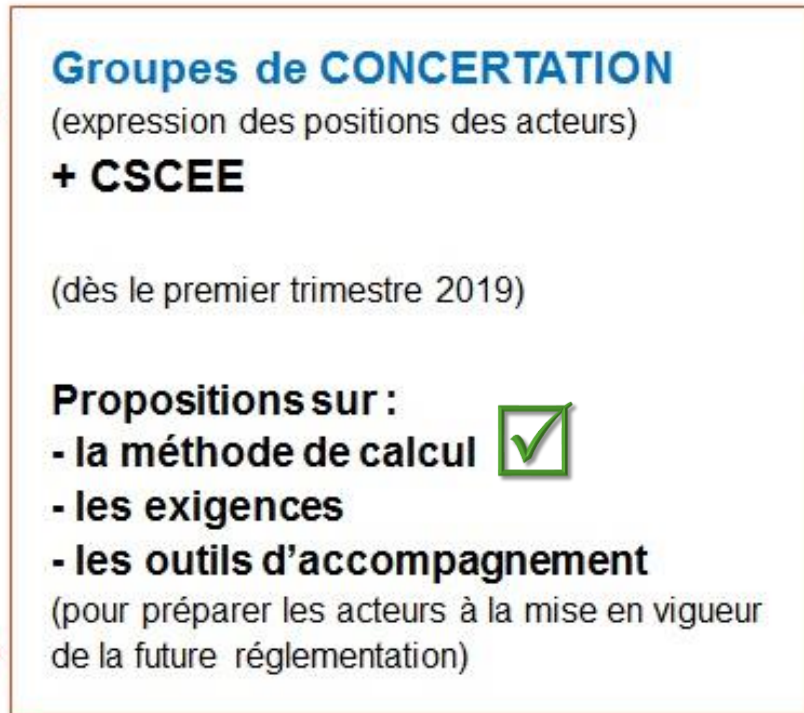 Groupes de CONCERTATION
(expression des positions des acteurs)
+ CSCEE
(dès le premier trimestre 2019)
Propositions sur :
- la méthode de calcul
- les exigences
- les outils d'accompagnement
(pour préparer les acteurs à la mise en vigueur
de la future réglementation)